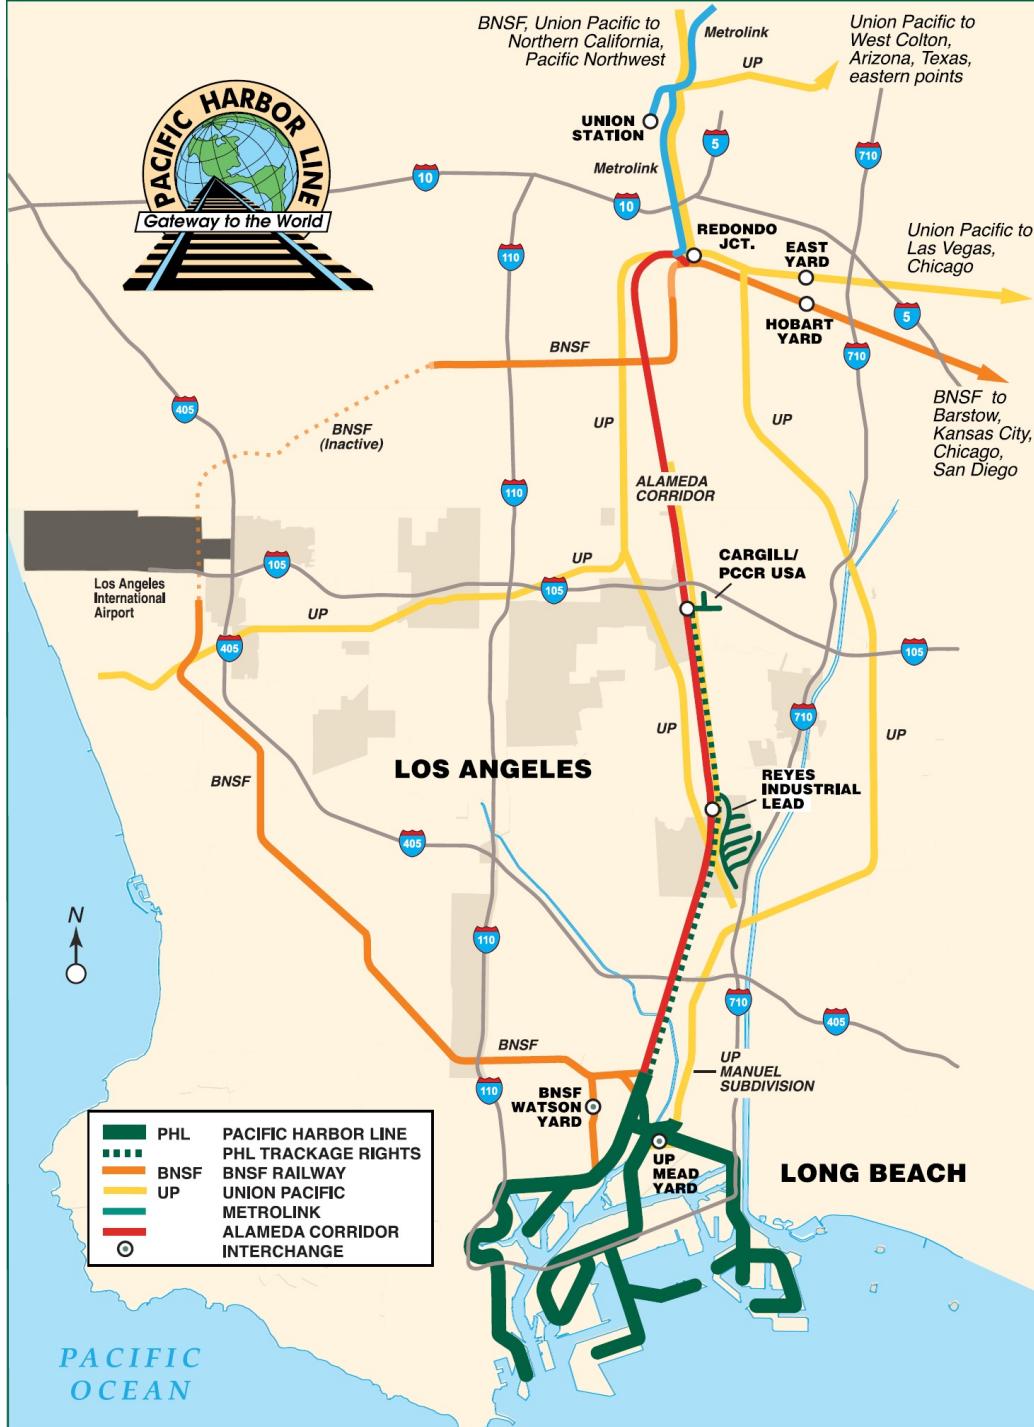 BNSF, Union Pacific to
Northern California,
Pacific Northwest
Metrolink
UP
Union Pacific to
West Colton,
Arizona, Texas,
eastern points
PACIFIC HARBOR LINE
Gateway to the World
UNION
STATION
Metrolink
5
710
10
10
REDONDO
JCT.
EAST
YARD
Union Pacific to
Las Vegas,
Chicago
110
HOBART
YARD
5
BNSF
710
405
BNSF
(Inactive)
UP
UP
BNSF to
Barstow,
Kansas City,
Chicago,
San Diego
110
ALAMEDA
CORRIDOR
Los Angeles
International
Airport
105
UP
105
CARGILL/
PCCR USA
UP
405
105
710
UP
UP
BNSF
LOS ANGELES
REYES
INDUSTRIAL
LEAD
405
N
110
710
405
BNSF
UP
MANUEL
SUBDIVISION
110
BNSF
WATSON
YARD
UP
MEAD
YARD
LONG BEACH
PHL PACIFIC HARBOR LINE
PHL TRACKAGE RIGHTS
BNSF BNSF RAILWAY
UP UNION PACIFIC
METROLINK
ALAMEDA CORRIDOR
INTERCHANGE
PACIFIC
OCEAN